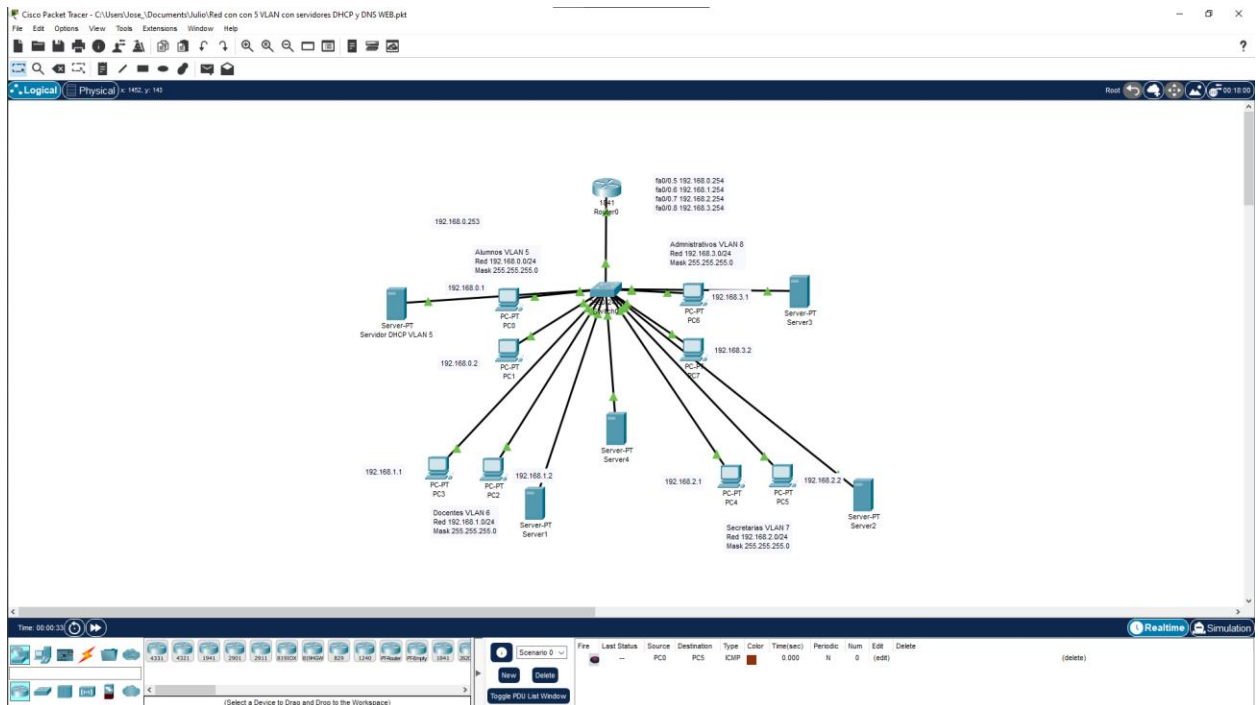 Cisco Packet Tracer - C:\Users\Jose_\Documents\Julio\Red con con 5 VLAN con servidores DHCP y DNS WEB.pkt
File Edit Options View Tools Extensions Window Help
?
Logical Physical x: 1452, y: 143
Root 00:18:00
fa0/0.5 192.168.0.254
fa0/0.6 192.168.1.254
fa0/0.7 192.168.2.254
fa0/0.8 192.168.3.254
1841
Router0
192.168.0.253
Alumnos VLAN 5
Red 192.168.0.0/24
Mask 255.255.255.0
Admnistrativos VLAN 8
Red 192.168.3.0/24
Mask 255.255.255.0
192.168.0.1
PC-PT
PC0
Server-PT
Servidor DHCP VLAN 5
192.168.3.1
PC-PT
PC6
Server-PT
Server3
192.168.0.2
PC-PT
PC1
192.168.3.2
PC-PT
PC7
Server-PT
Server4
192.168.1.1
PC-PT
PC3
PC-PT
PC2
192.168.1.2
Server-PT
Server1
Docentes VLAN 6
Red 192.168.1.0/24
Mask 255.255.255.0
192.168.2.1
PC-PT
PC4
PC-PT
PC5
192.168.2.2
Server-PT
Server2
Secretarias VLAN 7
Red 192.168.2.0/24
Mask 255.255.255.0
Time: 00:00:33
Realtime Simulation
4331 4321 1941 2901 2911 819IOX 819HGW 829 1240 PT-Router PT-Empty 1841
(Select a Device to Drag and Drop to the Workspace)
Scenario 0
New Delete
Toggle PDU List Window
Fire Last Status Source Destination Type Color Time(sec) Periodic Num Edit Delete
-- PC0 PC5 ICMP 0.000 N 0 (edit) (delete)